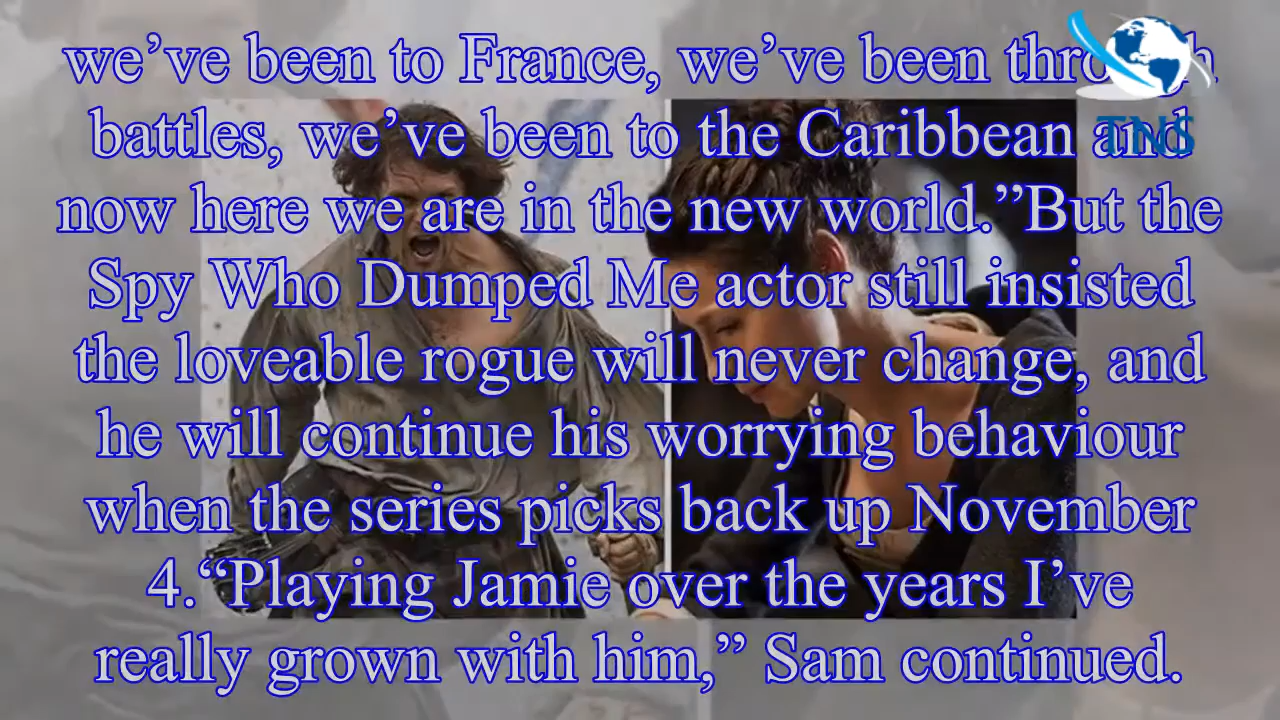 we’ve been to France, we’ve been through
battles, we’ve been to the Caribbean and
now here we are in the new world.”But the
Spy Who Dumped Me actor still insisted
the loveable rogue will never change, and
he will continue his worrying behaviour
when the series picks back up November
4.“Playing Jamie over the years I’ve
really grown with him,” Sam continued.
TNS